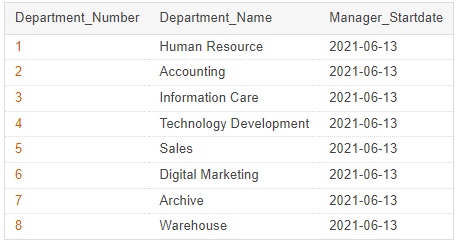 Department_Number Department_Name Manager_Startdate
1 Human Resource 2021-06-13
2 Accounting 2021-06-13
3 Information Care 2021-06-13
4 Technology Development 2021-06-13
5 Sales 2021-06-13
6 Digital Marketing 2021-06-13
7 Archive 2021-06-13
8 Warehouse 2021-06-13